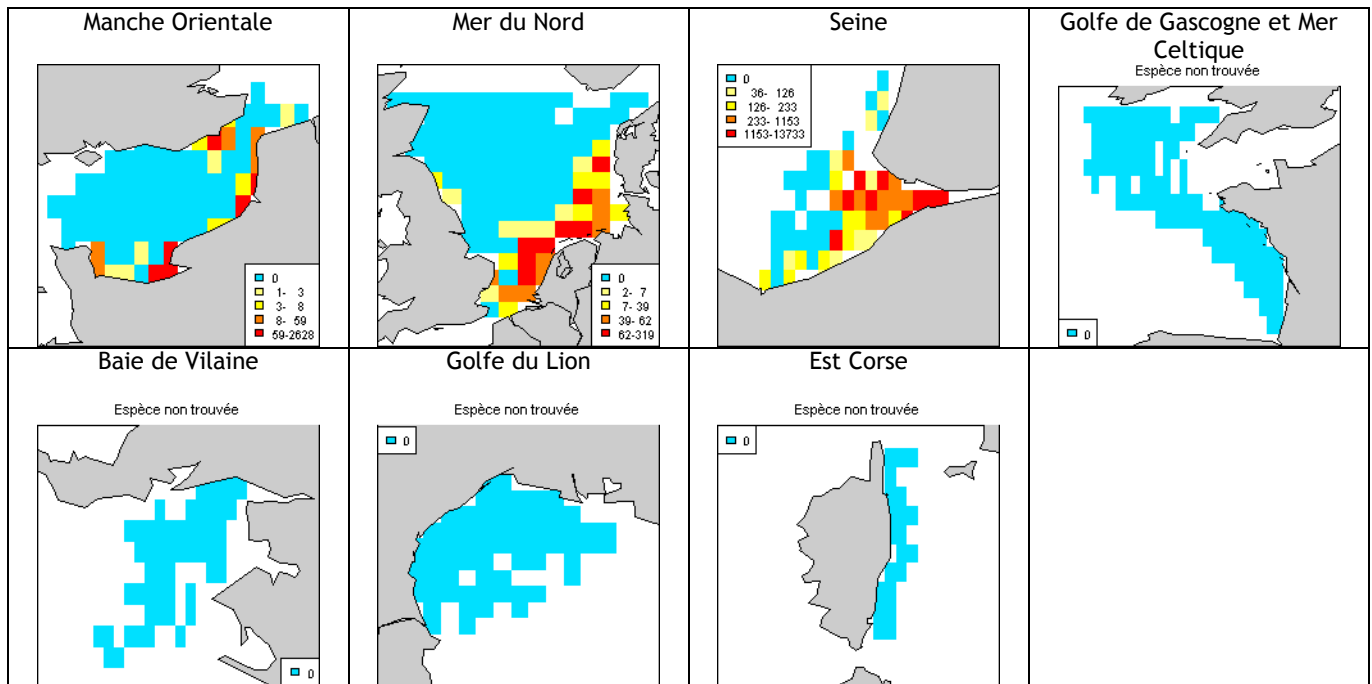 Manche Orientale
0
1- 3
3- 8
8- 59
59-2628
Mer du Nord
0
2- 7
7-39
39-62
62-319
Seine
0
36- 126
126- 233
233- 1153
1153-13733
Golfe de Gascogne et Mer
Celtique
Espèce non trouvée
0
Baie de Vilaine
Espèce non trouvée
0
Golfe du Lion
Espèce non trouvée
0
Est Corse
Espèce non trouvée
0